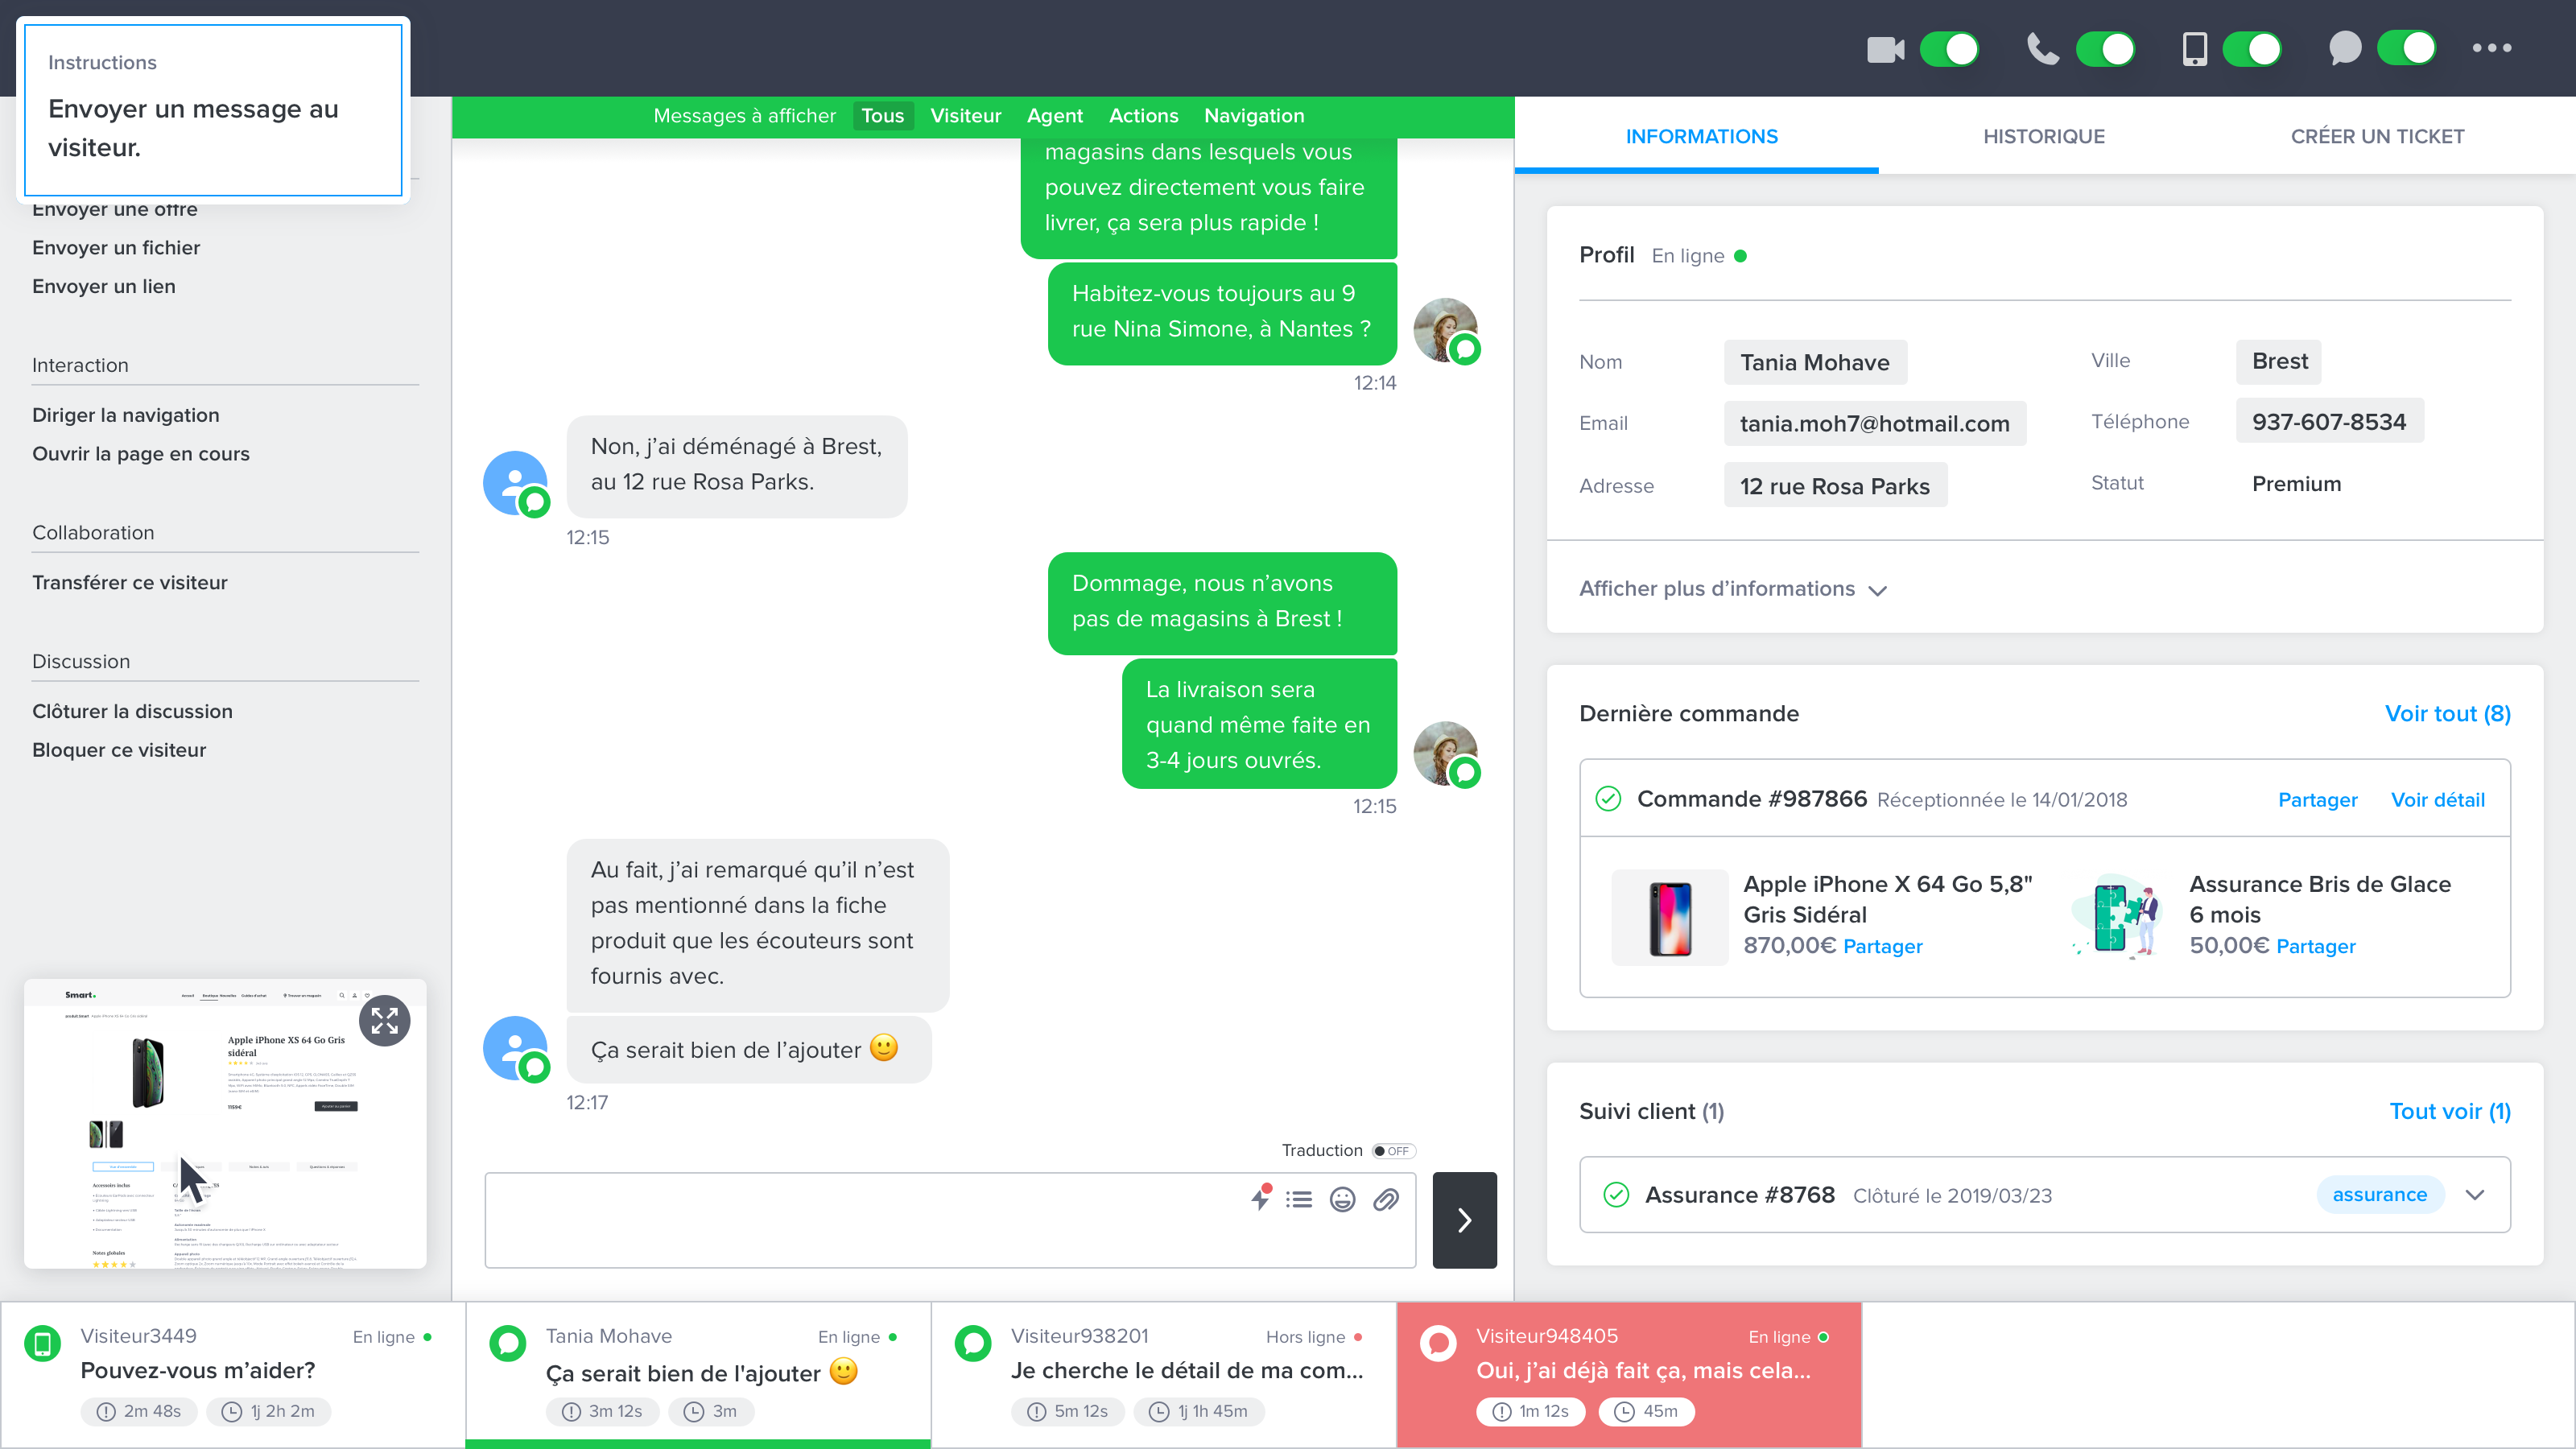 Instructions
Envoyer un message au
visiteur.
Envoyer une offre
Envoyer un fichier
Envoyer un lien
Interaction
Diriger la navigation
Ouvrir la page en cours
Collaboration
Transférer ce visiteur
Discussion
Clôturer la discussion
Bloquer ce visiteur
Smart.
Apple iPhone XS 64 Go Gris
sidéral
1159€
Accessoires inclus
Notes globales
Messages à afficher Tous Visiteur Agent Actions Navigation
magasins dans lesquels vous
pouvez directement vous faire
livrer, ça sera plus rapide !
Habitez-vous toujours au 9
rue Nina Simone, à Nantes ?
12:14
Non, j’ai déménagé à Brest,
au 12 rue Rosa Parks.
12:15
Dommage, nous n’avons
pas de magasins à Brest !
La livraison sera
quand même faite en
3-4 jours ouvrés.
12:15
Au fait, j’ai remarqué qu’il n’est
pas mentionné dans la fiche
produit que les écouteurs sont
fournis avec.
Ça serait bien de l’ajouter 🙂
12:17
Traduction OFF
INFORMATIONS HISTORIQUE CRÉER UN TICKET
Profil En ligne
Nom Tania Mohave Ville Brest
Email tania.moh7@hotmail.com Téléphone 937-607-8534
Adresse 12 rue Rosa Parks Statut Premium
Afficher plus d’informations
Dernière commande Voir tout (8)
Commande #987866 Réceptionnée le 14/01/2018 Partager Voir détail
Apple iPhone X 64 Go 5,8"
Gris Sidéral
870,00€ Partager
Assurance Bris de Glace
6 mois
50,00€ Partager
Suivi client (1) Tout voir (1)
Assurance #8768 Clôturé le 2019/03/23 assurance
Visiteur3449 En ligne
Pouvez-vous m’aider?
2m 48s 1j 2h 2m
Tania Mohave En ligne
Ça serait bien de l'ajouter 🙂
3m 12s 3m
Visiteur938201 Hors ligne
Je cherche le détail de ma com...
5m 12s 1j 1h 45m
Visiteur948405 En ligne
Oui, j’ai déjà fait ça, mais cela...
1m 12s 45m